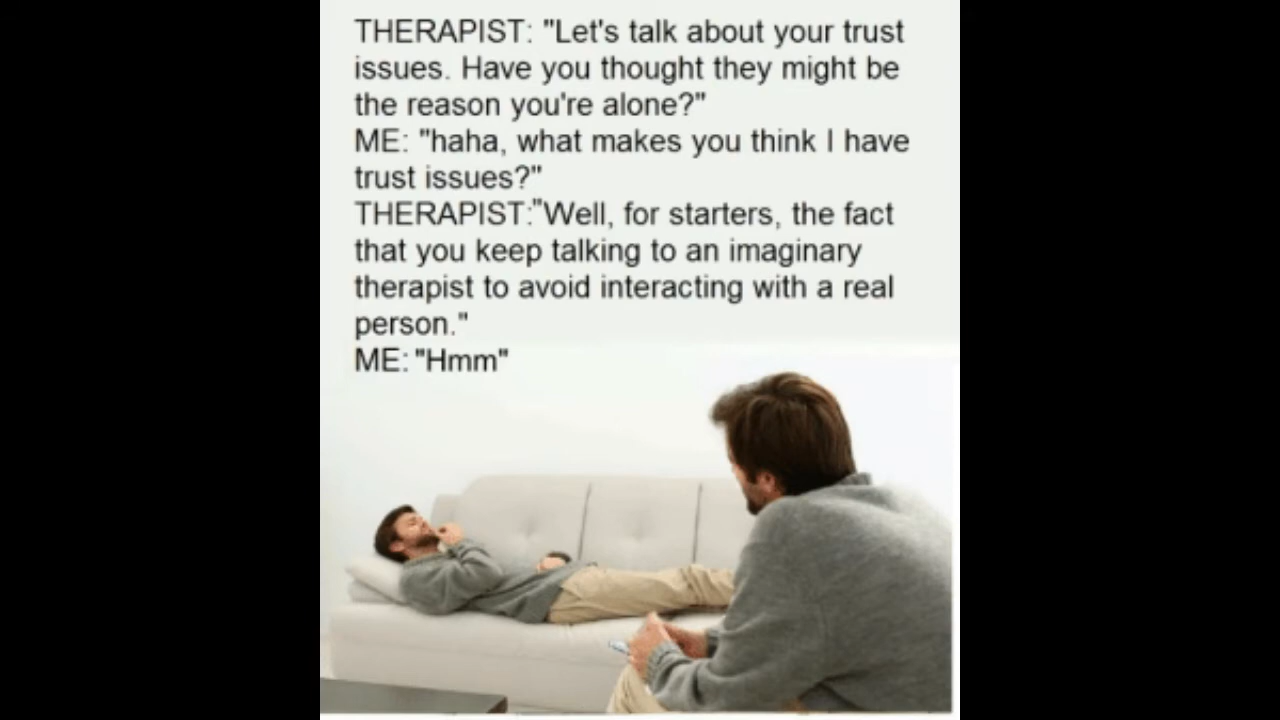 THERAPIST: "Let's talk about your trust
issues. Have you thought they might be
the reason you're alone?"
ME: "haha, what makes you think I have
trust issues?"
THERAPIST:"Well, for starters, the fact
that you keep talking to an imaginary
therapist to avoid interacting with a real
person."
ME: "Hmm"